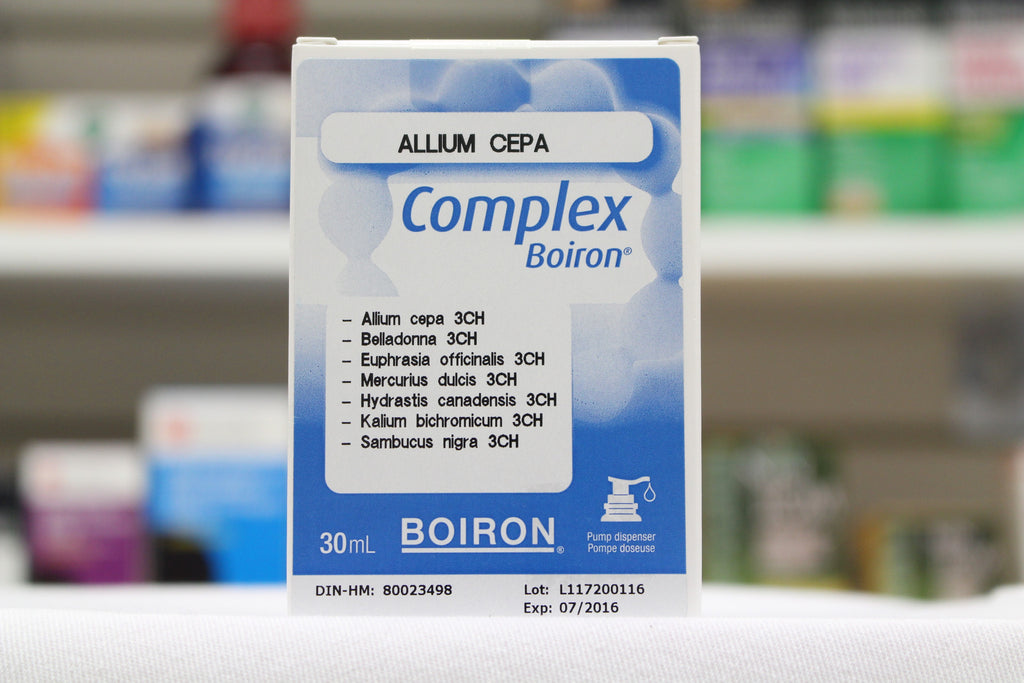 ALLIUM CEPA
Complex
Boiron®
– Allium cepa 3CH
– Belladonna 3CH
– Euphrasia officinalis 3CH
– Mercurius dulcis 3CH
– Hydrastis canadensis 3CH
– Kalium bichromicum 3CH
– Sambucus nigra 3CH
30mL
BOIRON®
Pump dispenser
Pompe doseuse
DIN-HM: 80023498
Lot: L117200116
Exp: 07/2016